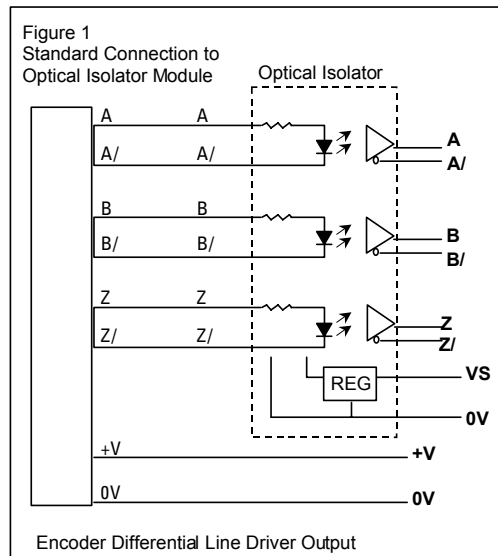 Figure 1
Standard Connection to
Optical Isolator Module
Optical Isolator
A A A
A/ A/ A/
B B B
B/ B/ B/
Z Z Z
Z/ Z/ Z/
REG VS
0V
+V +V
0V 0V
Encoder Differential Line Driver Output